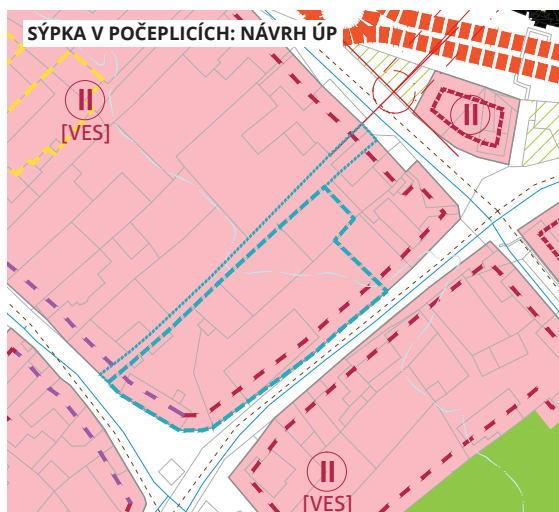 SÝPKA V POČEPLICÍCH: NÁVRH ÚP
II
[VES]
II
II
[VES]